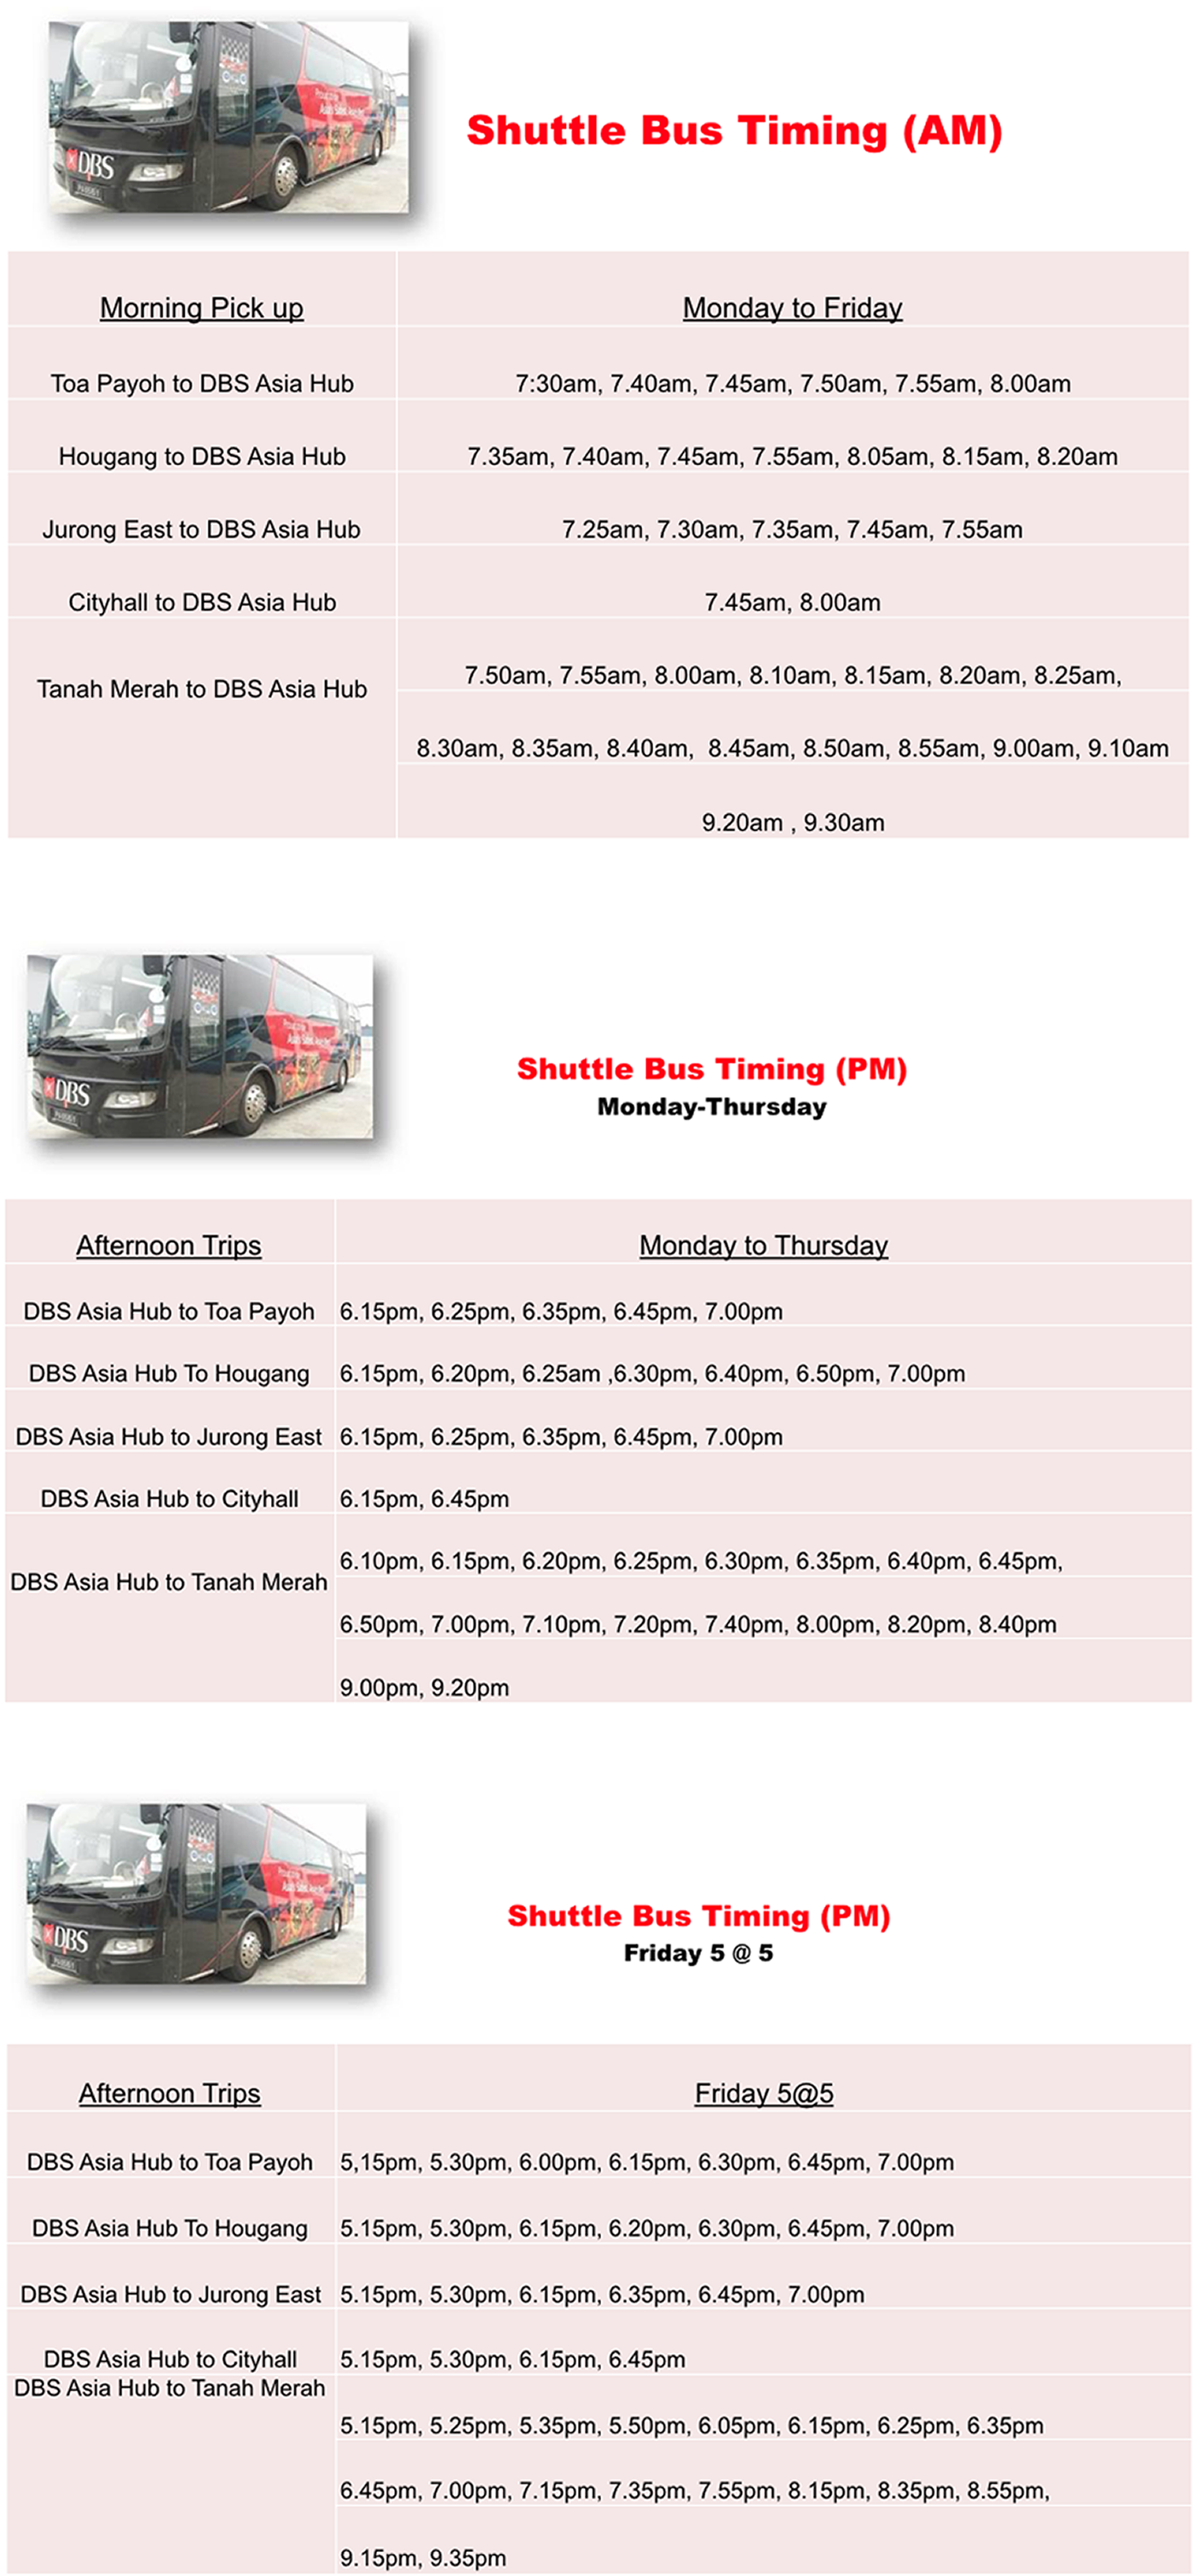 DBS
Shuttle Bus Timing (AM)
Morning Pick up
Monday to Friday
Toa Payoh to DBS Asia Hub
7:30am, 7.40am, 7.45am, 7.50am, 7.55am, 8.00am
Hougang to DBS Asia Hub
7.35am, 7.40am, 7.45am, 7.55am, 8.05am, 8.15am, 8.20am
Jurong East to DBS Asia Hub
7.25am, 7.30am, 7.35am, 7.45am, 7.55am
Cityhall to DBS Asia Hub
7.45am, 8.00am
Tanah Merah to DBS Asia Hub
7.50am, 7.55am, 8.00am, 8.10am, 8.15am, 8.20am, 8.25am,
8.30am, 8.35am, 8.40am, 8.45am, 8.50am, 8.55am, 9.00am, 9.10am
9.20am , 9.30am
DBS
Shuttle Bus Timing (PM)
Monday-Thursday
Afternoon Trips
Monday to Thursday
DBS Asia Hub to Toa Payoh
6.15pm, 6.25pm, 6.35pm, 6.45pm, 7.00pm
DBS Asia Hub To Hougang
6.15pm, 6.20pm, 6.25am ,6.30pm, 6.40pm, 6.50pm, 7.00pm
DBS Asia Hub to Jurong East
6.15pm, 6.25pm, 6.35pm, 6.45pm, 7.00pm
DBS Asia Hub to Cityhall
6.15pm, 6.45pm
DBS Asia Hub to Tanah Merah
6.10pm, 6.15pm, 6.20pm, 6.25pm, 6.30pm, 6.35pm, 6.40pm, 6.45pm,
6.50pm, 7.00pm, 7.10pm, 7.20pm, 7.40pm, 8.00pm, 8.20pm, 8.40pm
9.00pm, 9.20pm
DBS
Shuttle Bus Timing (PM)
Friday 5 @ 5
Afternoon Trips
Friday 5@5
DBS Asia Hub to Toa Payoh
5,15pm, 5.30pm, 6.00pm, 6.15pm, 6.30pm, 6.45pm, 7.00pm
DBS Asia Hub To Hougang
5.15pm, 5.30pm, 6.15pm, 6.20pm, 6.30pm, 6.45pm, 7.00pm
DBS Asia Hub to Jurong East
5.15pm, 5.30pm, 6.15pm, 6.35pm, 6.45pm, 7.00pm
DBS Asia Hub to Cityhall
5.15pm, 5.30pm, 6.15pm, 6.45pm
DBS Asia Hub to Tanah Merah
5.15pm, 5.25pm, 5.35pm, 5.50pm, 6.05pm, 6.15pm, 6.25pm, 6.35pm
6.45pm, 7.00pm, 7.15pm, 7.35pm, 7.55pm, 8.15pm, 8.35pm, 8.55pm,
9.15pm, 9.35pm